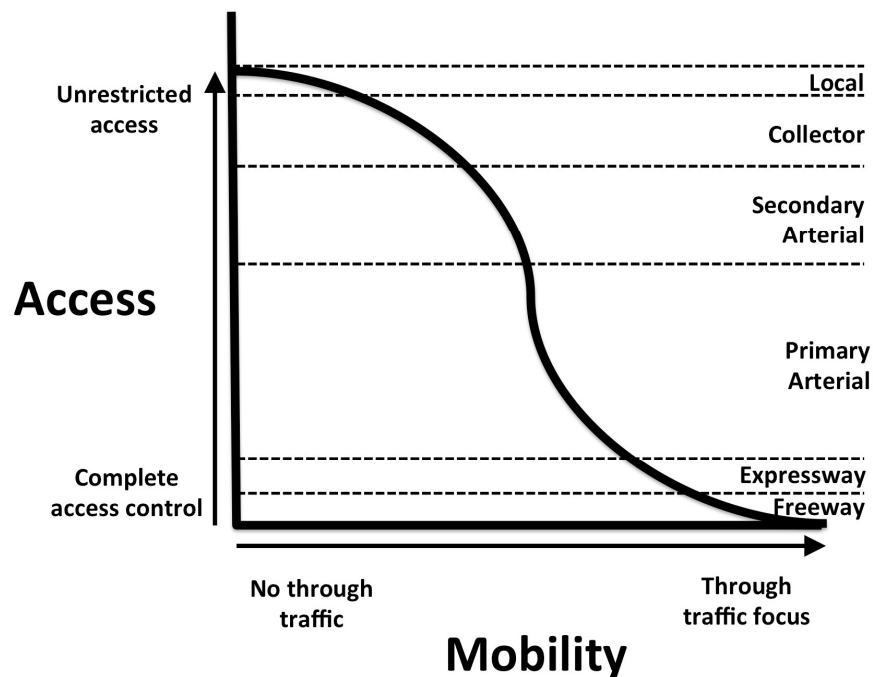 Unrestricted
access
Local
Collector
Secondary
Arterial
Access
Primary
Arterial
Complete
access control
Expressway
Freeway
No through
traffic
Through
traffic focus
Mobility